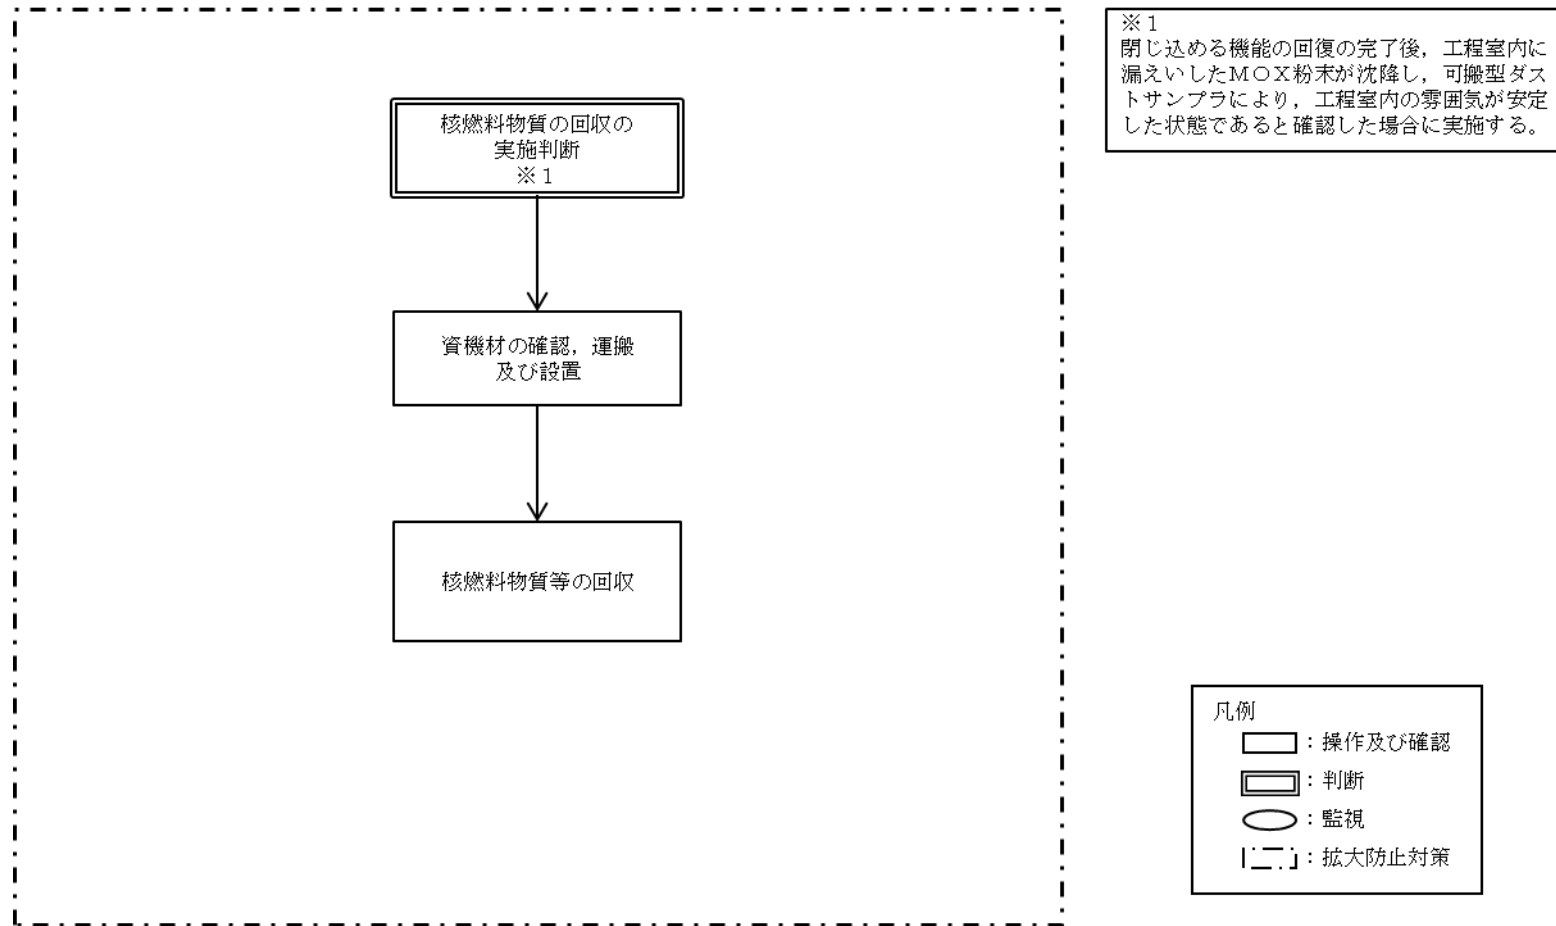 ※１
閉じ込める機能の回復の完了後，工程室内に
漏えいしたＭＯＸ粉末が沈降し，可搬型ダス
トサンプラにより，工程室内の雰囲気が安定
した状態であると確認した場合に実施する。
核燃料物質の回収の
実施判断
※１
資機材の確認，運搬
及び設置
核燃料物質等の回収
凡例
：操作及び確認
：判断
：監視
：拡大防止対策